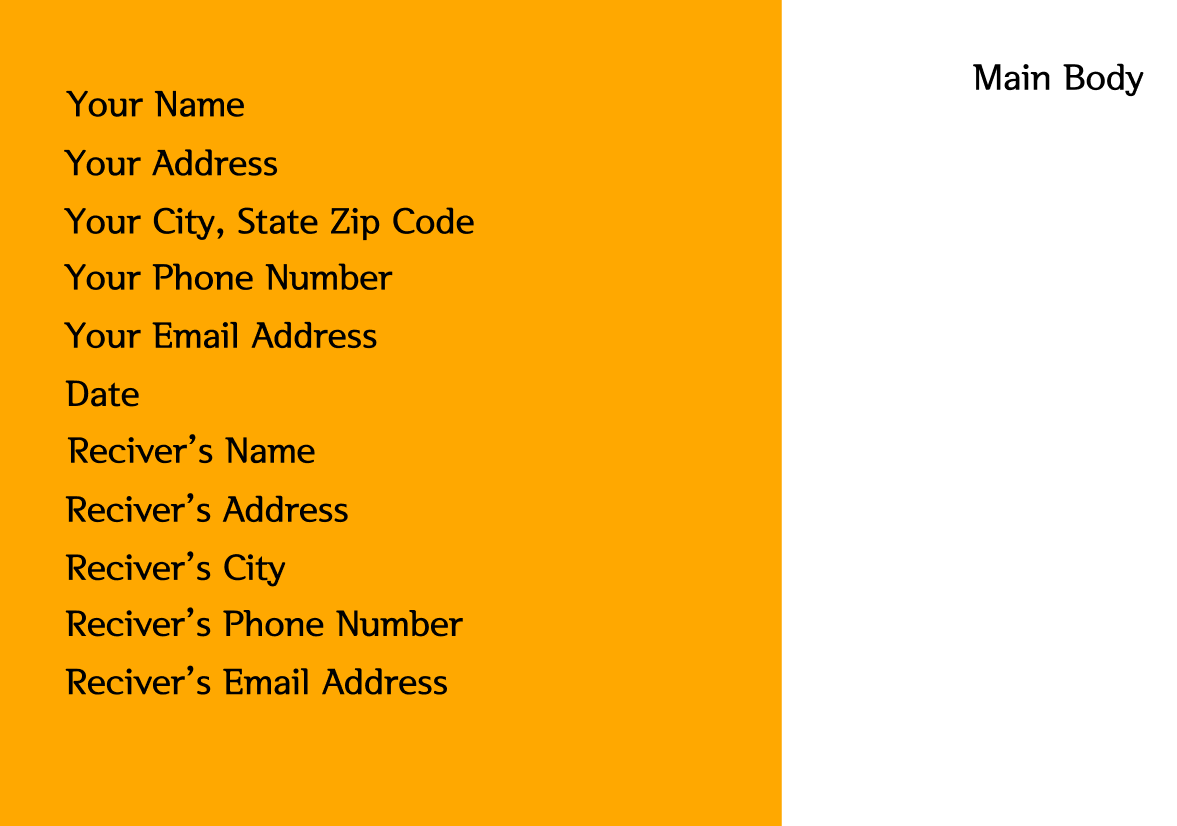 Your Name
Your Address
Your City, State Zip Code
Your Phone Number
Your Email Address
Date
Reciver’s Name
Reciver’s Address
Reciver’s City
Reciver’s Phone Number
Reciver’s Email Address
Main Body